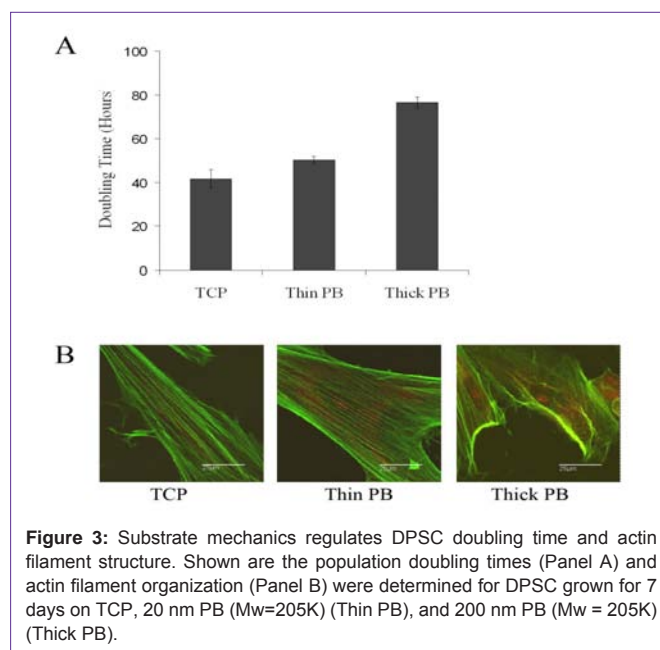 A
100
80
60
40
20
0
Doubling Time (Hours
TCP
Thin PB
Thick PB
B
25µm
25µm
25µm
TCP
Thin PB
Thick PB
Figure 3: Substrate mechanics regulates DPSC doubling time and actin
filament structure. Shown are the population doubling times (Panel A) and
actin filament organization (Panel B) were determined for DPSC grown for 7
days on TCP, 20 nm PB (Mw=205K) (Thin PB), and 200 nm PB (Mw = 205K)
(Thick PB).